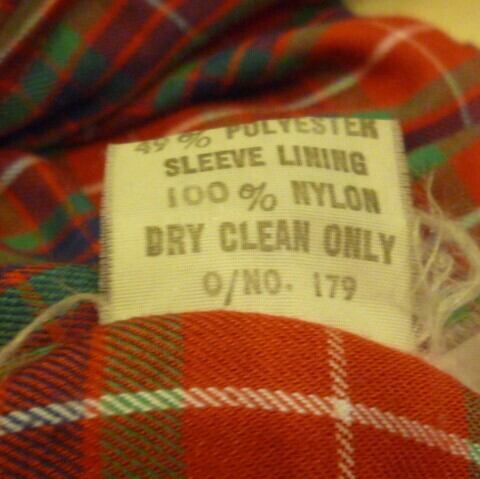 49% POLYESTER
SLEEVE LINING
100% NYLON
DRY CLEAN ONLY
O/NO. 179